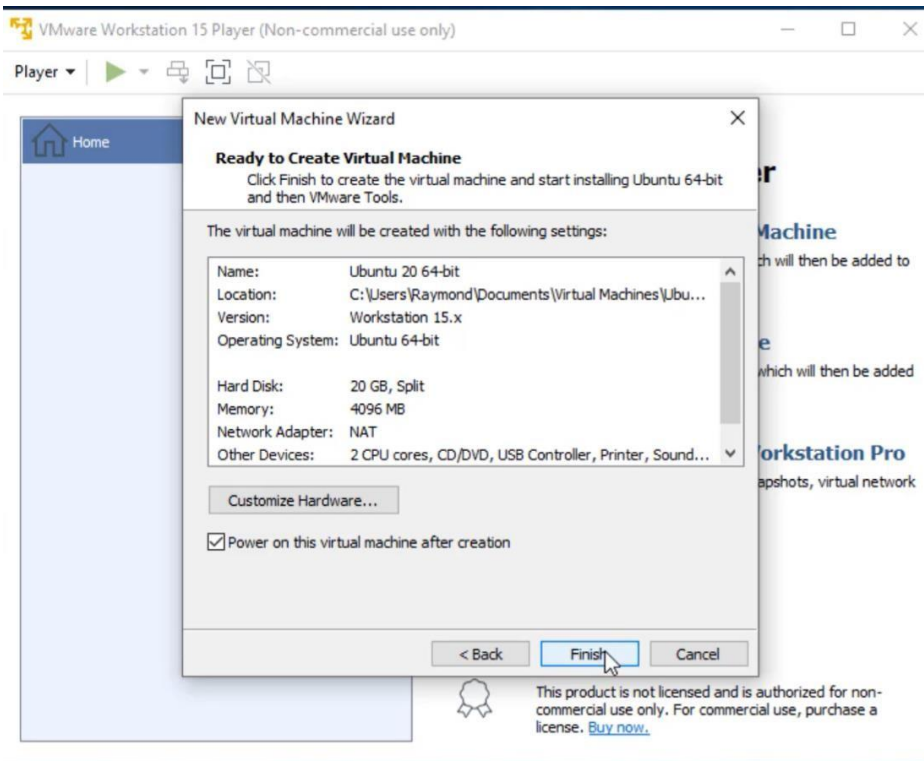 VMware Workstation 15 Player (Non-commercial use only)
Player
Home
New Virtual Machine Wizard
Ready to Create Virtual Machine
Click Finish to create the virtual machine and start installing Ubuntu 64-bit
and then VMware Tools.
The virtual machine will be created with the following settings:
Name: Ubuntu 20 64-bit
Location: C:\Users\Raymond\Documents\Virtual Machines\Ubu...
Version: Workstation 15.x
Operating System: Ubuntu 64-bit
Hard Disk: 20 GB, Split
Memory: 4096 MB
Network Adapter: NAT
Other Devices: 2 CPU cores, CD/DVD, USB Controller, Printer, Sound...
Customize Hardware...
Power on this virtual machine after creation
< Back
Finish
Cancel
r
Machine
ch will then be added to
e
which will then be added
orkstation Pro
apshots, virtual network
This product is not licensed and is authorized for non-
commercial use only. For commercial use, purchase a
license. Buy now.